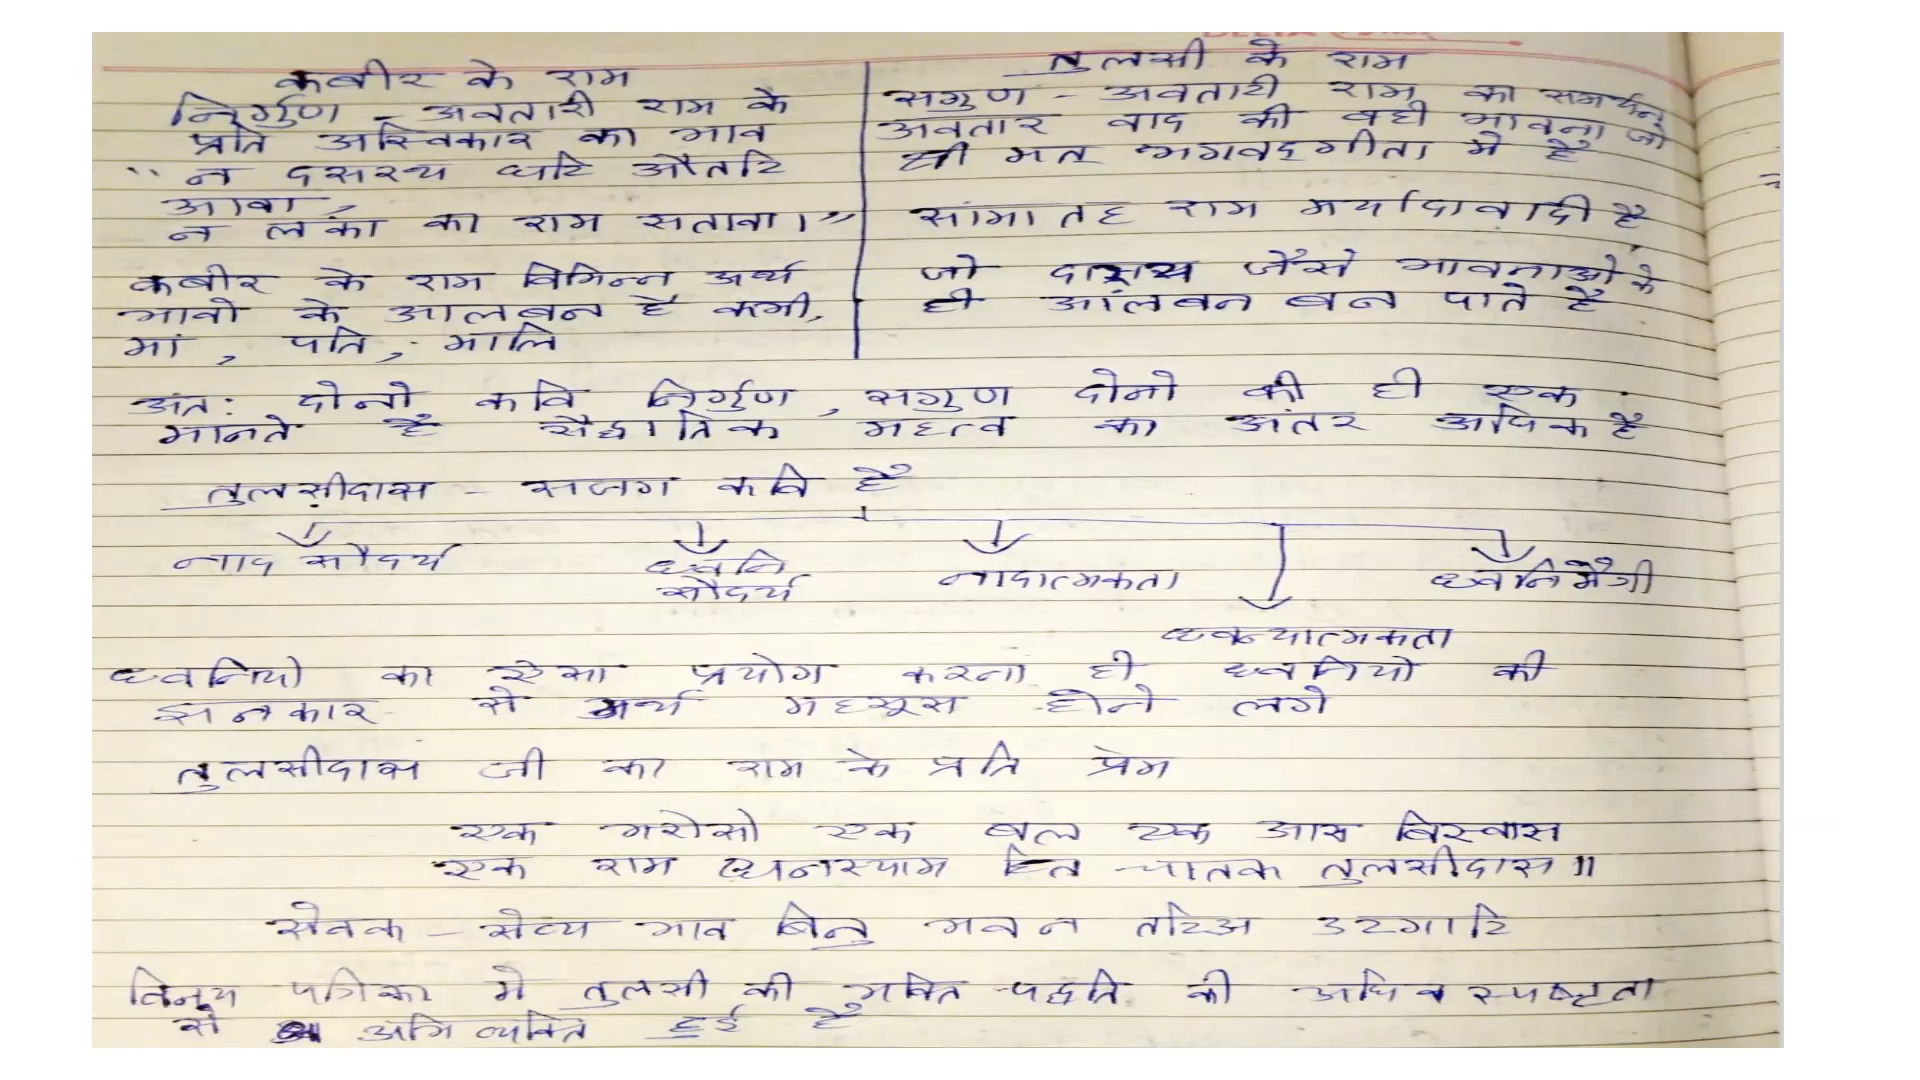 कबीर के राम
निर्गुण - अवतारी राम के
प्रति अस्विकार का भाव
"न दसरथ घरि औतरि
आवा,
न लंका का राम सतावा।"
कबीर के राम विभिन्न अर्थ
भावो के आलबन है कभी,
मां, पति, मालि
तुलसी के राम
सगुण - अवतारी राम का समर्थन
अवतार वाद की वही भावना जो
श्री मत भगवद गीता मे है
राम मर्यादावादी है
जो दास्य जैसे भावनाओ के
ही आंलबन बन पाते है
अंत: दोनो कवि निर्गुण, सगुण दोनो की ही एक
मानते है सैद्धातिक महत्व का अंतर अधिक है
तुलसीदास - सजग कवि है
नाद सौदर्य
ध्वनि
सौदर्य
नादात्मकता
ध्वनिमैत्री
ध्वन्यात्मकता
ध्वनियो का ऐसा प्रयोग करना ही ध्वनियो की
झनकार से अर्थ महसूस होने लगे
तुलसीदास जी का राम के प्रति प्रेम
एक भरोसो एक बल एक आस बिस्वास
एक राम घनस्याम हित चातक तुलसीदास॥
सेवक - सेव्य भाव बिनु भव न तरिअ उरगारि
विनय पत्रिका मे तुलसी की भक्ति पद्धति की अधिक स्पष्टता
से अभिव्यक्ति हुई है